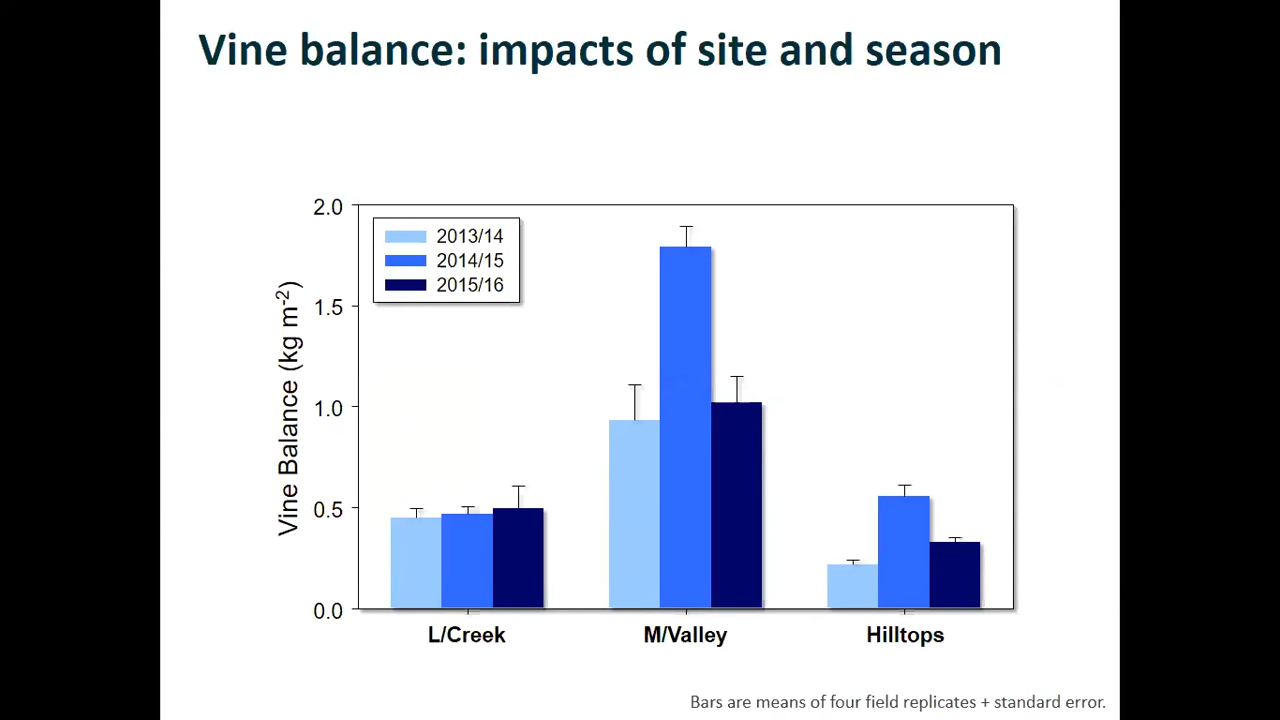 Vine balance: impacts of site and season
2.0
1.5
1.0
0.5
0.0
Vine Balance (kg m⁻²)
2013/14
2014/15
2015/16
L/Creek M/Valley Hilltops
Bars are means of four field replicates + standard error.